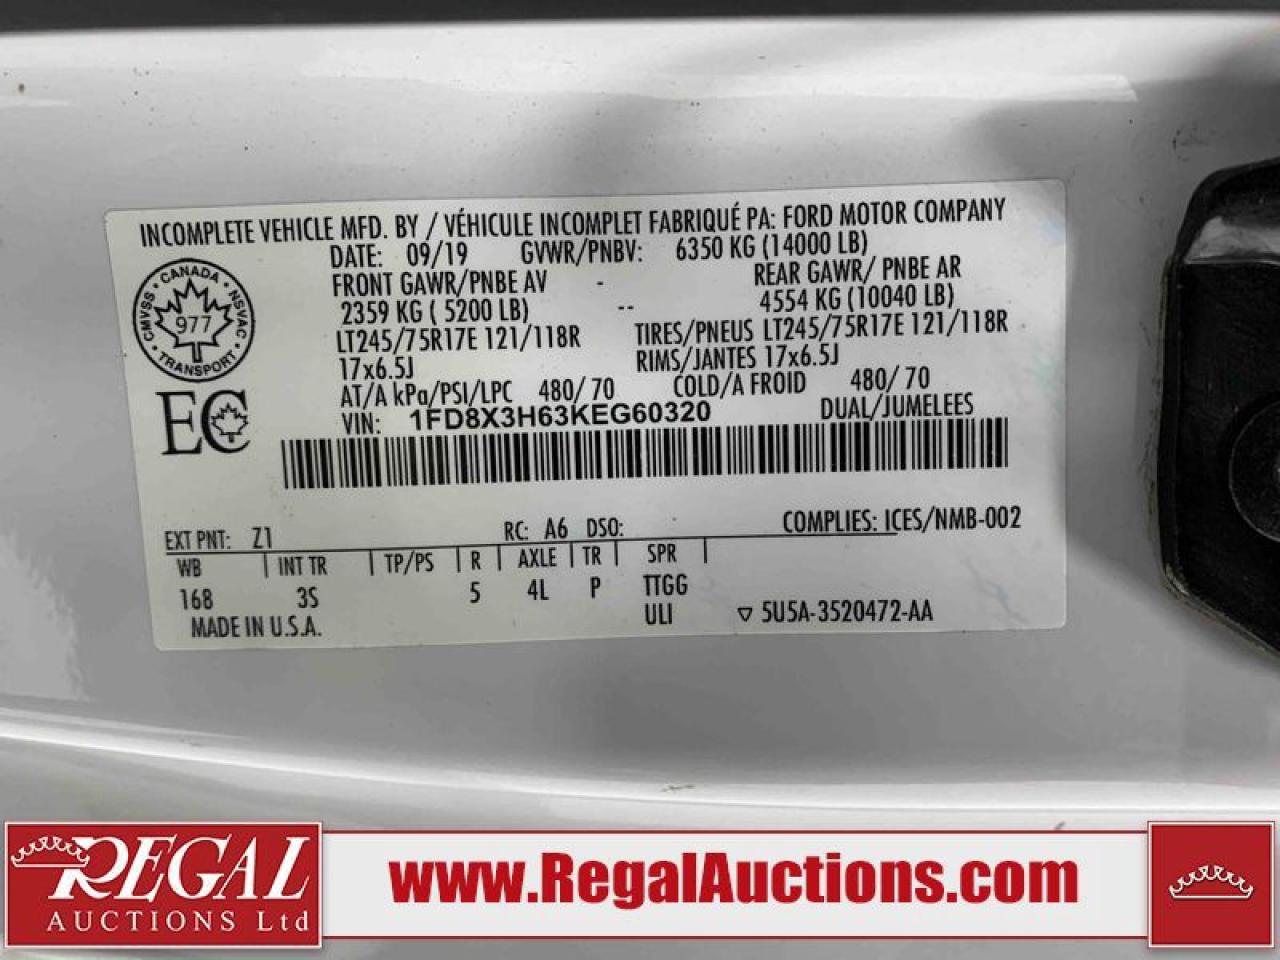 INCOMPLETE VEHICLE MFD. BY / VÉHICULE INCOMPLET FABRIQUÉ PA: FORD MOTOR COMPANY
DATE: 09/19 GVWR/PNBV: 6350 KG (14000 LB)
FRONT GAWR/PNBE AV - REAR GAWR/ PNBE AR
2359 KG ( 5200 LB) -- 4554 KG (10040 LB)
LT245/75R17E 121/118R TIRES/PNEUS LT245/75R17E 121/118R
17x6.5J RIMS/JANTES 17x6.5J
AT/A kPa/PSI/LPC 480/ 70 COLD/A FROID 480/ 70
VIN: 1FD8X3H63KEG60320 DUAL/JUMELEES
CANADA
CMVSS • NSVAC
977
TRANSPORT
EC
EXT PNT: Z1 RC: A6 DSO: COMPLIES: ICES/NMB-002
WB | INT TR | TP/PS | R | AXLE | TR | SPR |
168 3S 5 4L P TTGG
MADE IN U.S.A. ULI ▽ 5U5A-3520472-AA
REGAL
AUCTIONS Ltd
www.RegalAuctions.com